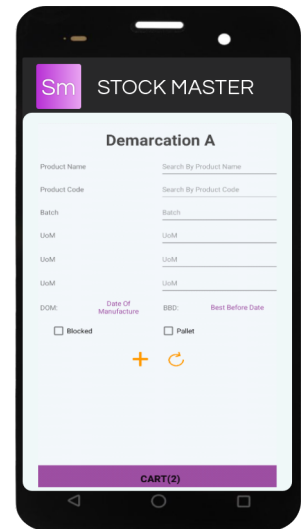 Sm STOCK MASTER
Demarcation A
Product Name Search By Product Name
Product Code Search By Product Code
Batch Batch
UoM UoM
UoM UoM
UoM UoM
DOM: Date Of Manufacture BBD: Best Before Date
Blocked Pallet
CART(2)